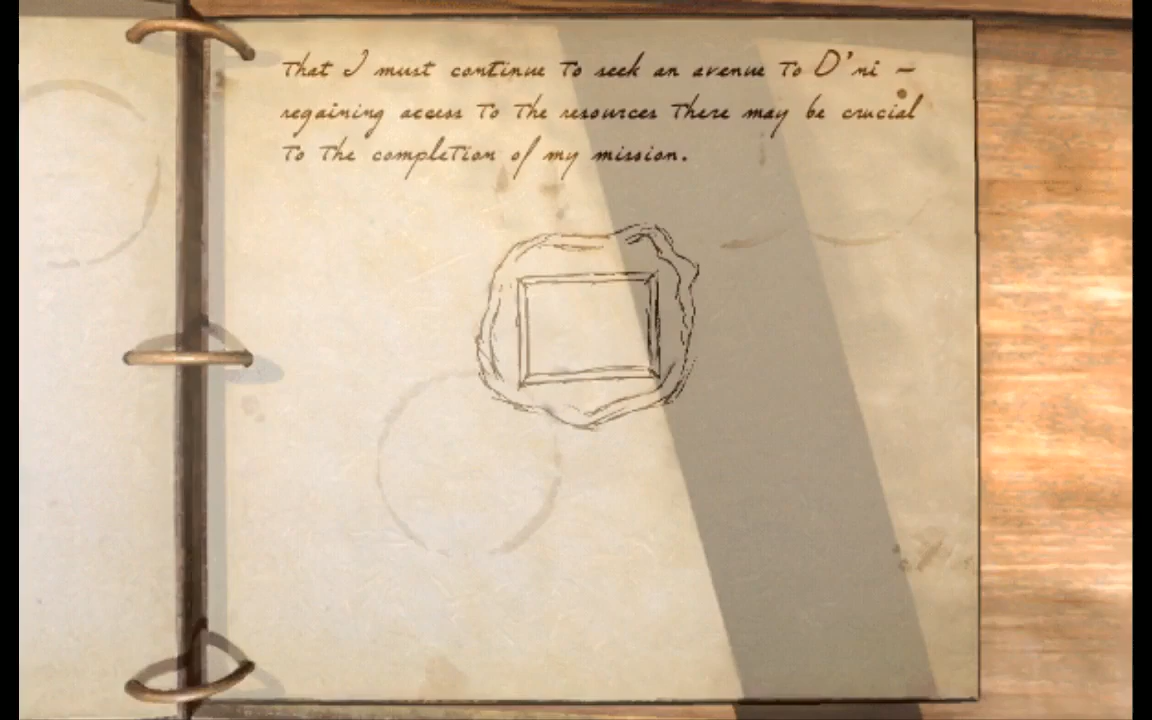 that I must continue to seek an avenue to D'ni –
regaining access to the resources there may be crucial
to the completion of my mission.